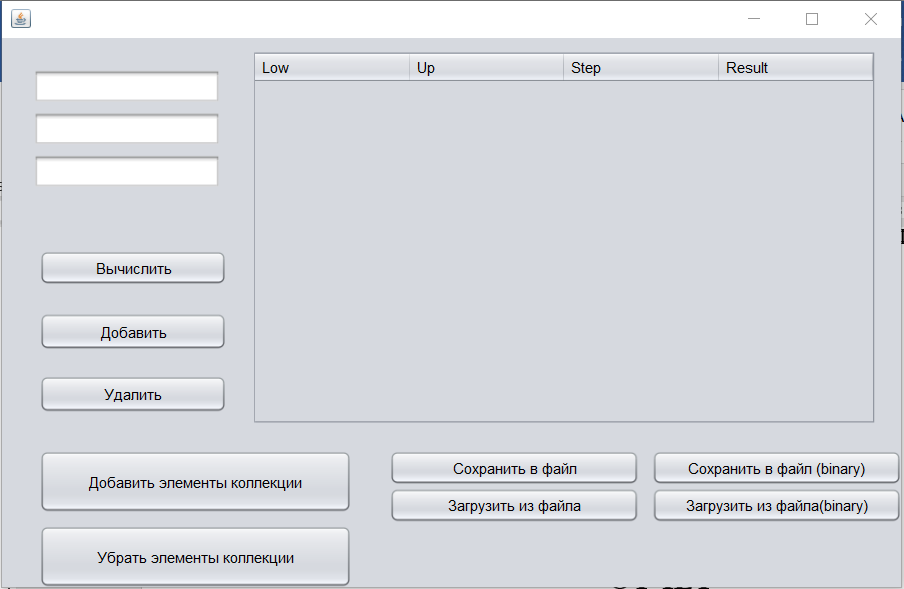 Low Up Step Result
Вычислить
Добавить
Удалить
Добавить элементы коллекции
Убрать элементы коллекции
Сохранить в файл
Сохранить в файл (binary)
Загрузить из файла
Загрузить из файла(binary)